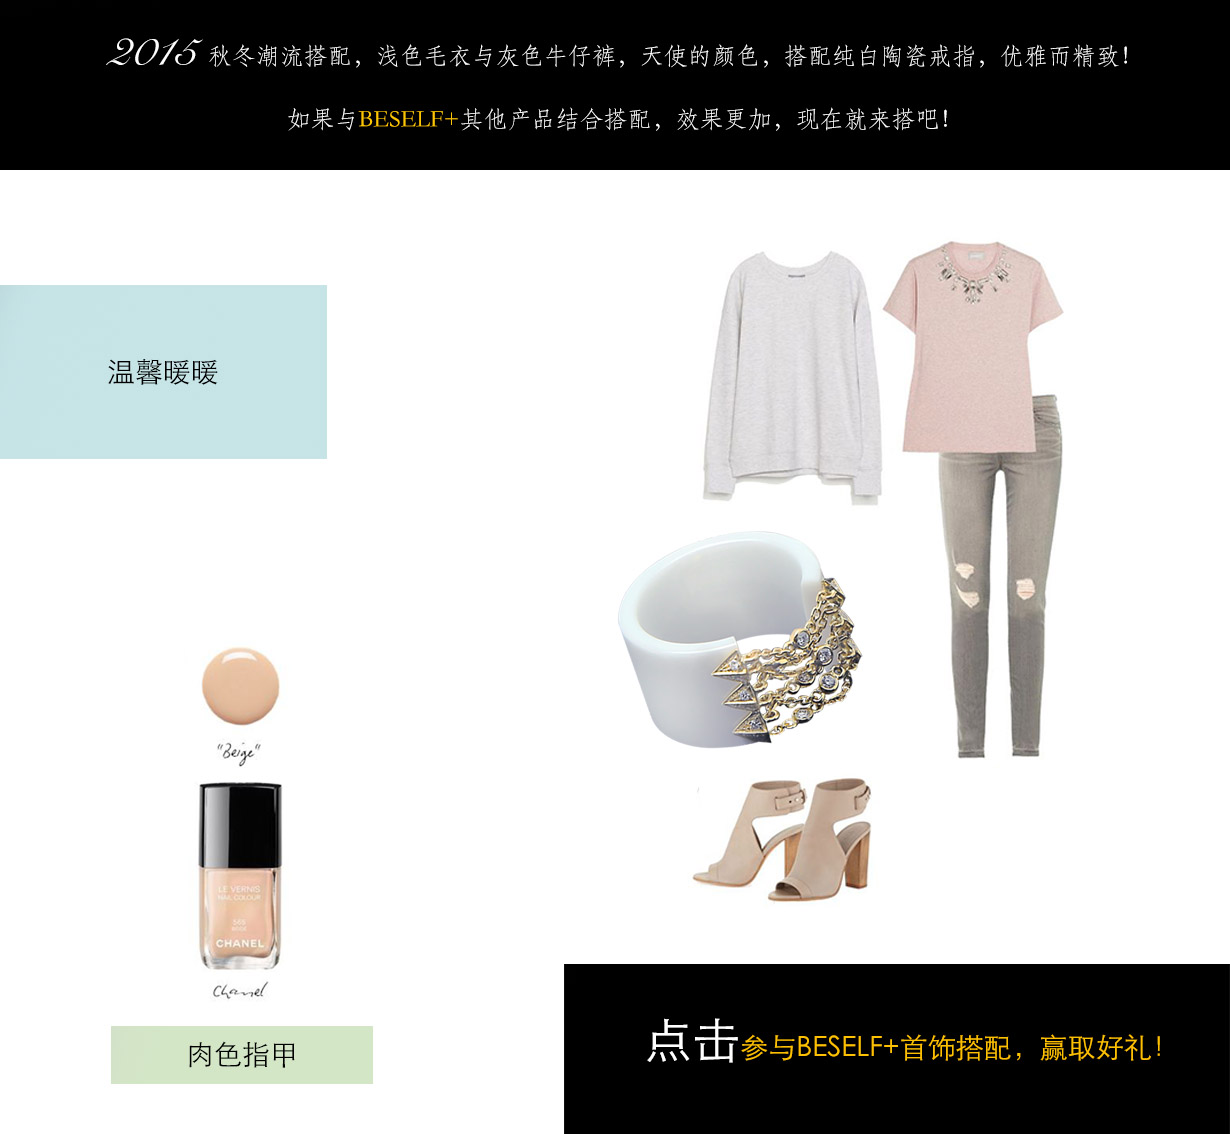 2015 秋冬潮流搭配，浅色毛衣与灰色牛仔裤，天使的颜色，搭配纯白陶瓷戒指，优雅而精致！
如果与BESELF+其他产品结合搭配，效果更加，现在就来搭吧！
温馨暖暖
"Beige"
LE VERNIS
NAIL COLOUR
569
BEIGE
CHANEL
Chanel
肉色指甲
点击参与BESELF+首饰搭配，赢取好礼！